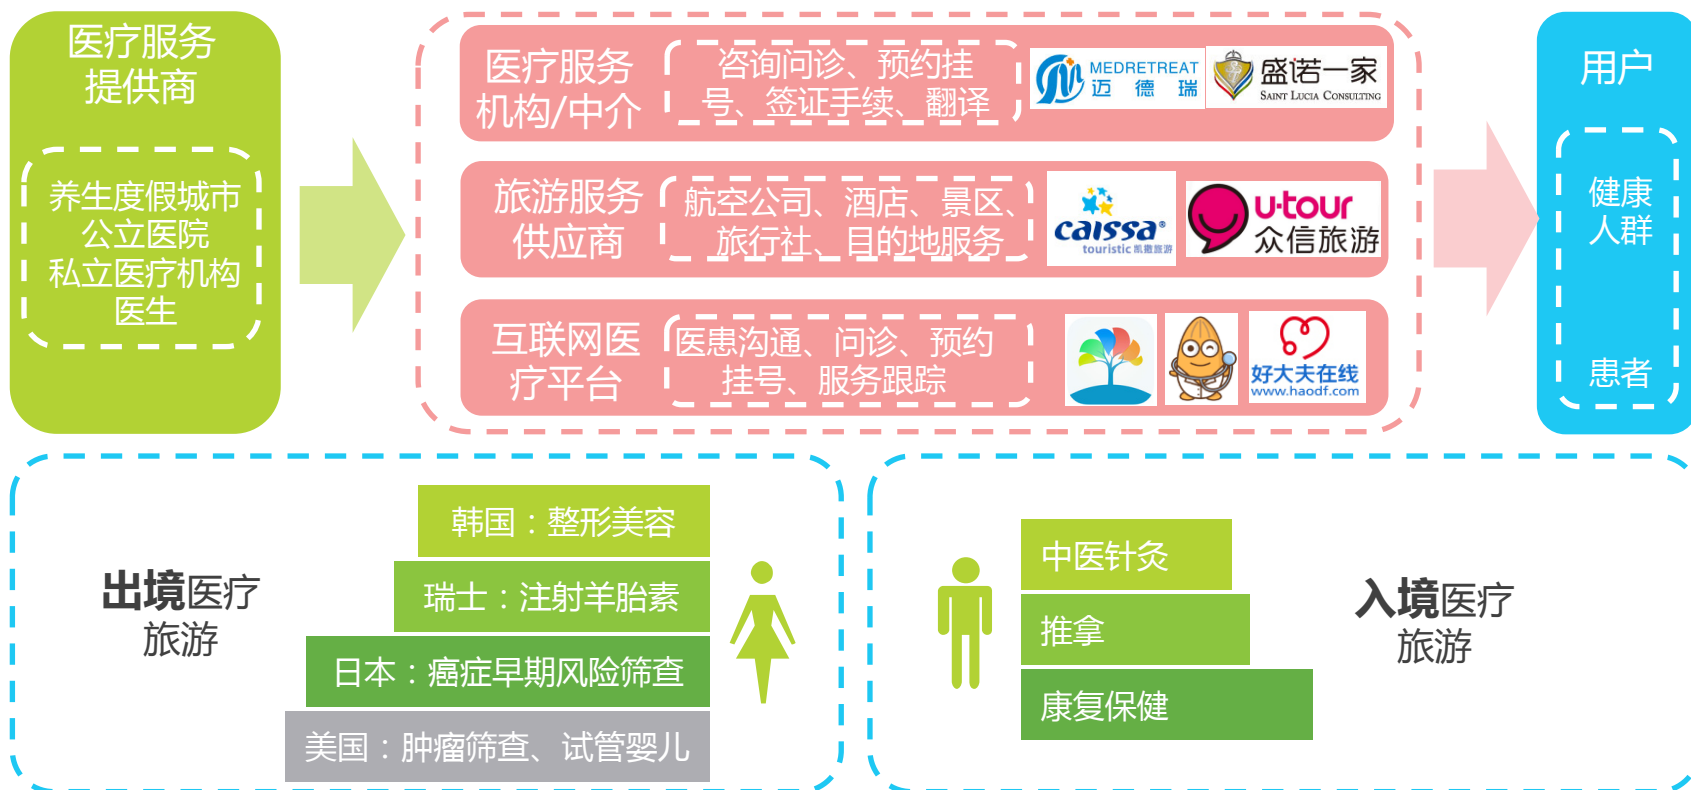 医疗服务
提供商
养生度假城市
公立医院
私立医疗机构
医生
医疗服务
机构/中介
咨询问诊、预约挂
号、签证手续、翻译
MEDRETREAT
迈德瑞
盛诺一家
SAINT LUCIA CONSULTING
旅游服务
供应商
航空公司、酒店、景区、
旅行社、目的地服务
caissa®
touristic 凯撒旅游
u-tour
众信旅游
互联网医
疗平台
医患沟通、问诊、预约
挂号、服务跟踪
好大夫在线
www.haodf.com
用户
健康
人群
患者
出境医疗
旅游
韩国：整形美容
瑞士：注射羊胎素
日本：癌症早期风险筛查
美国：肿瘤筛查、试管婴儿
中医针灸
推拿
康复保健
入境医疗
旅游